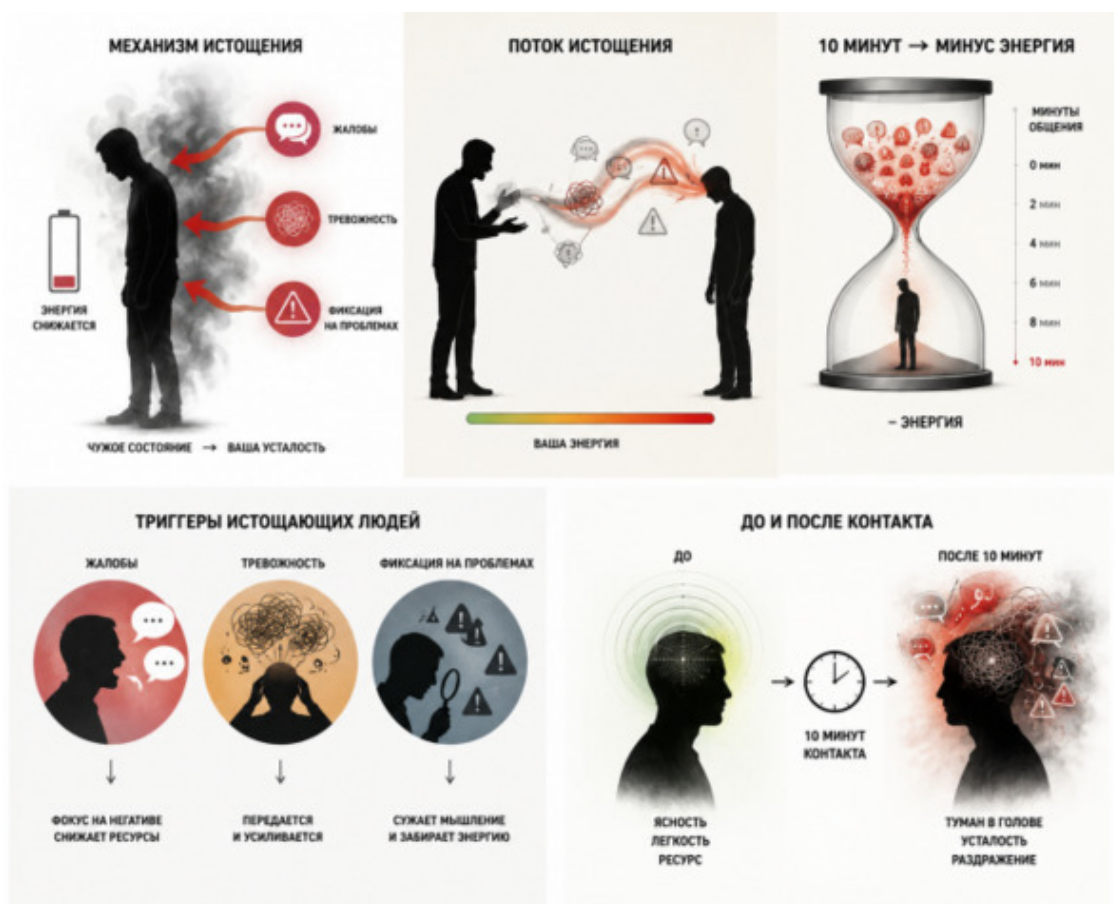 МЕХАНИЗМ ИСТОЩЕНИЯ
ЖАЛОБЫ
ТРЕВОЖНОСТЬ
ФИКСАЦИЯ
НА ПРОБЛЕМАХ
ЭНЕРГИЯ
СНИЖАЕТСЯ
ЧУЖОЕ СОСТОЯНИЕ → ВАША УСТАЛОСТЬ
ПОТОК ИСТОЩЕНИЯ
ВАША ЭНЕРГИЯ
10 МИНУТ → МИНУС ЭНЕРГИЯ
МИНУТЫ
ОБЩЕНИЯ
0 мин
2 мин
4 мин
6 мин
8 мин
10 мин
– ЭНЕРГИЯ
ТРИГГЕРЫ ИСТОЩАЮЩИХ ЛЮДЕЙ
ЖАЛОБЫ
ТРЕВОЖНОСТЬ
ФИКСАЦИЯ НА ПРОБЛЕМАХ
ФОКУС НА НЕГАТИВЕ
СНИЖАЕТ РЕСУРСЫ
ПЕРЕДАЕТСЯ
И УСИЛИВАЕТСЯ
СУЖАЕТ МЫШЛЕНИЕ
И ЗАБИРАЕТ ЭНЕРГИЮ
ДО И ПОСЛЕ КОНТАКТА
ДО
ПОСЛЕ 10 МИНУТ
10 МИНУТ
КОНТАКТА
ЯСНОСТЬ
ЛЕГКОСТЬ
РЕСУРС
ТУМАН В ГОЛОВЕ
УСТАЛОСТЬ
РАЗДРАЖЕНИЕ